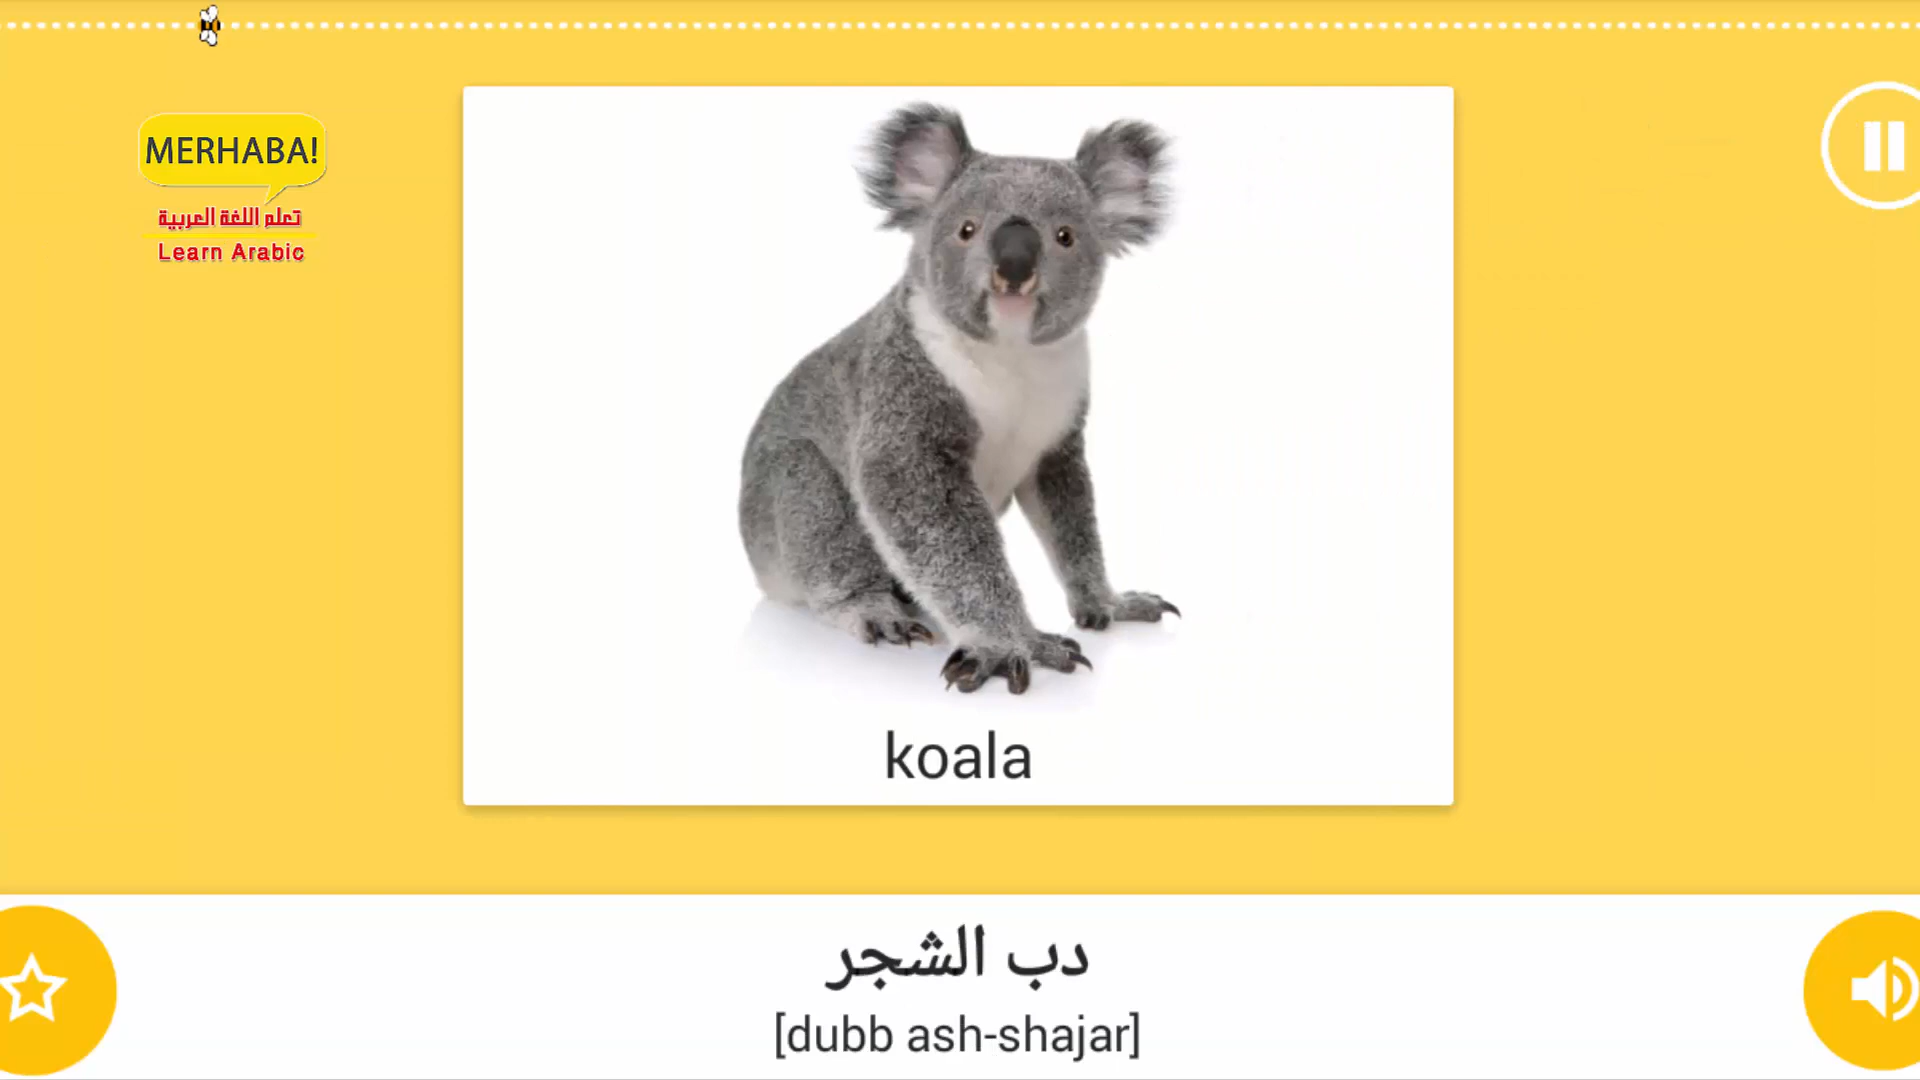 MERHABA!
تعلم اللغة العربية
Learn Arabic
koala
دب الشجر
[dubb ash-shajar]